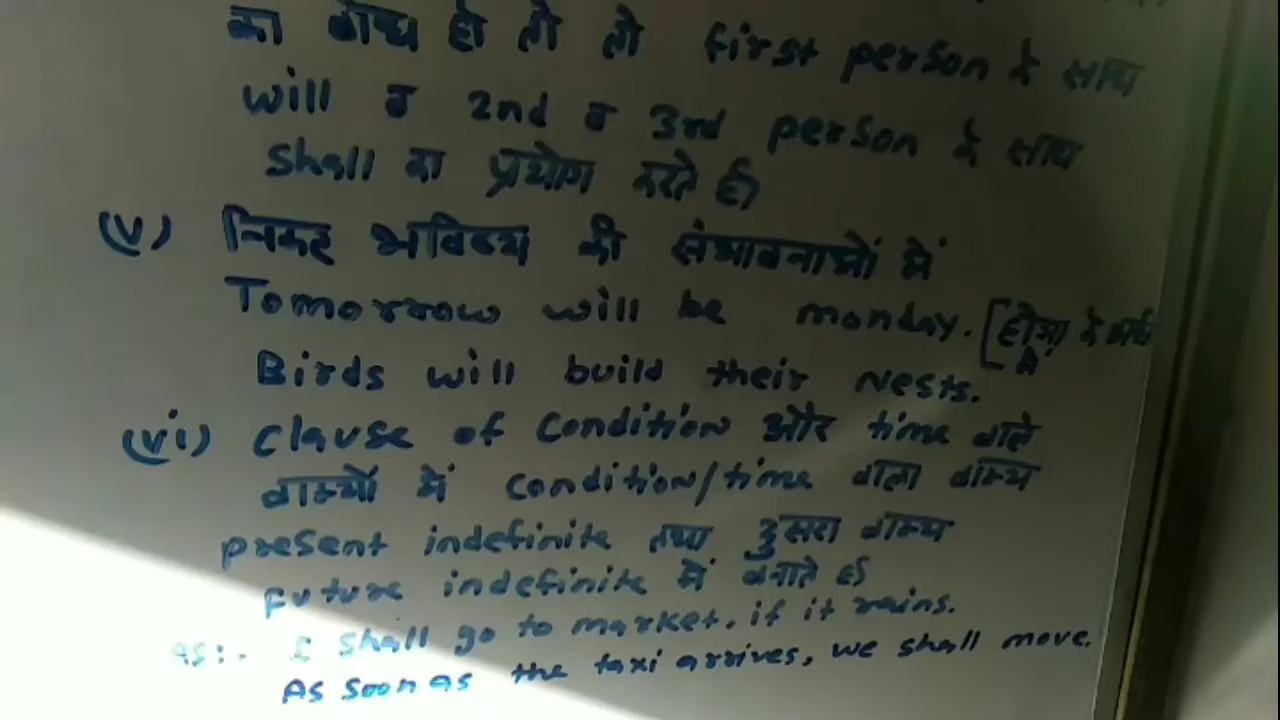 का बोध हो तो तो first person के साथ
will व 2nd व 3rd person के साथ
Shall का प्रयोग करते हैं।
(v) निकट भविष्य की संभावनाओं में
Tomorrow will be monday. [होगा के अर्थ में
Birds will build their Nests.
(vi) Clause of Condition और time वाले
वाक्यों में condition/time वाला वाक्य
present indefinite तथा दुसरा वाक्य
future indefinite में बनाते हैं
as:- I shall go to market, if it rains.
As soon as the taxi arrives, we shall move.